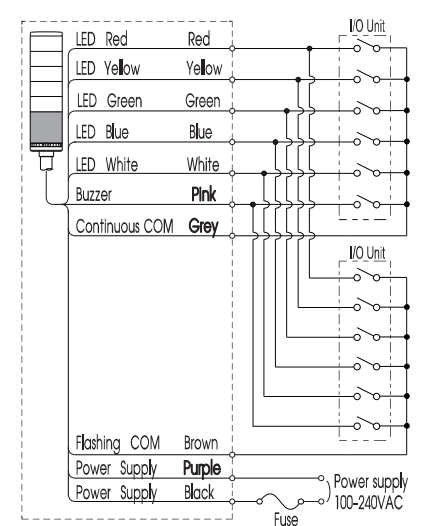 I/O Unit
LED Red Red
LED Yellow Yellow
LED Green Green
LED Blue Blue
LED White White
Buzzer Pink
Continuous COM Grey
I/O Unit
Flashing COM Brown
Power Supply Purple
Power Supply Black
Power supply
100-240VAC
Fuse